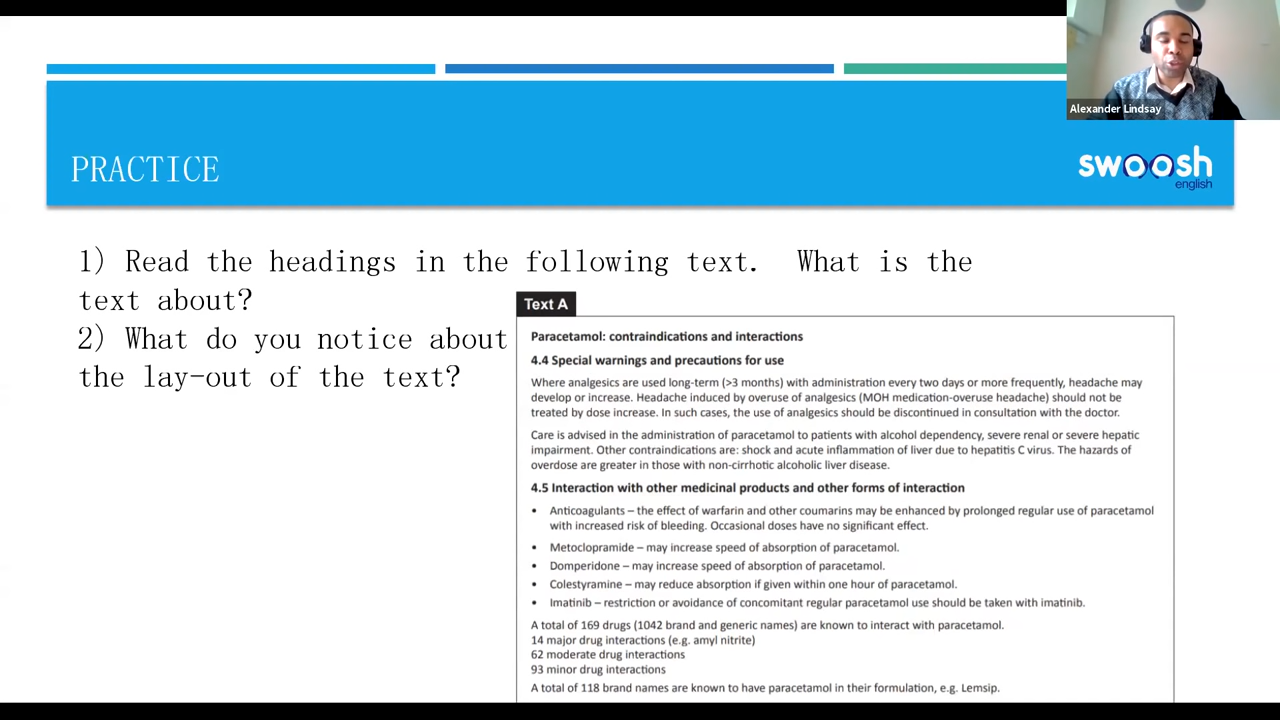 Alexander Lindsay
PRACTICE
swoosh
english
1) Read the headings in the following text.  What is the
text about?
2) What do you notice about
the lay-out of the text?
Text A
Paracetamol: contraindications and interactions
4.4 Special warnings and precautions for use
Where analgesics are used long-term (>3 months) with administration every two days or more frequently, headache may
develop or increase. Headache induced by overuse of analgesics (MOH medication-overuse headache) should not be
treated by dose increase. In such cases, the use of analgesics should be discontinued in consultation with the doctor.
Care is advised in the administration of paracetamol to patients with alcohol dependency, severe renal or severe hepatic
impairment. Other contraindications are: shock and acute inflammation of liver due to hepatitis C virus. The hazards of
overdose are greater in those with non-cirrhotic alcoholic liver disease.
4.5 Interaction with other medicinal products and other forms of interaction
• Anticoagulants – the effect of warfarin and other coumarins may be enhanced by prolonged regular use of paracetamol
with increased risk of bleeding. Occasional doses have no significant effect.
• Metoclopramide – may increase speed of absorption of paracetamol.
• Domperidone – may increase speed of absorption of paracetamol.
• Colestyramine – may reduce absorption if given within one hour of paracetamol.
• Imatinib – restriction or avoidance of concomitant regular paracetamol use should be taken with imatinib.
A total of 169 drugs (1042 brand and generic names) are known to interact with paracetamol.
14 major drug interactions (e.g. amyl nitrite)
62 moderate drug interactions
93 minor drug interactions
A total of 118 brand names are known to have paracetamol in their formulation, e.g. Lemsip.